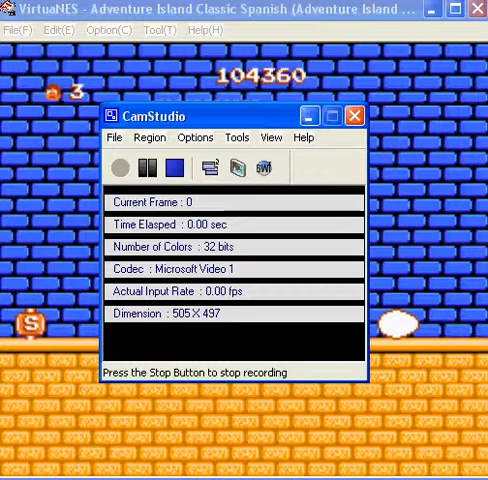 VirtuaNES - Adventure Island Classic Spanish (Adventure Island ...
File(F) Edit(E) Option(C) Tool(T) Help(H)
104360
3
CamStudio
File Region Options Tools View Help
SWF
Current Frame : 0
Time Elasped : 0.00 sec
Number of Colors : 32 bits
Codec : Microsoft Video 1
Actual Input Rate : 0.00 fps
Dimension : 505 X 497
S
Press the Stop Button to stop recording